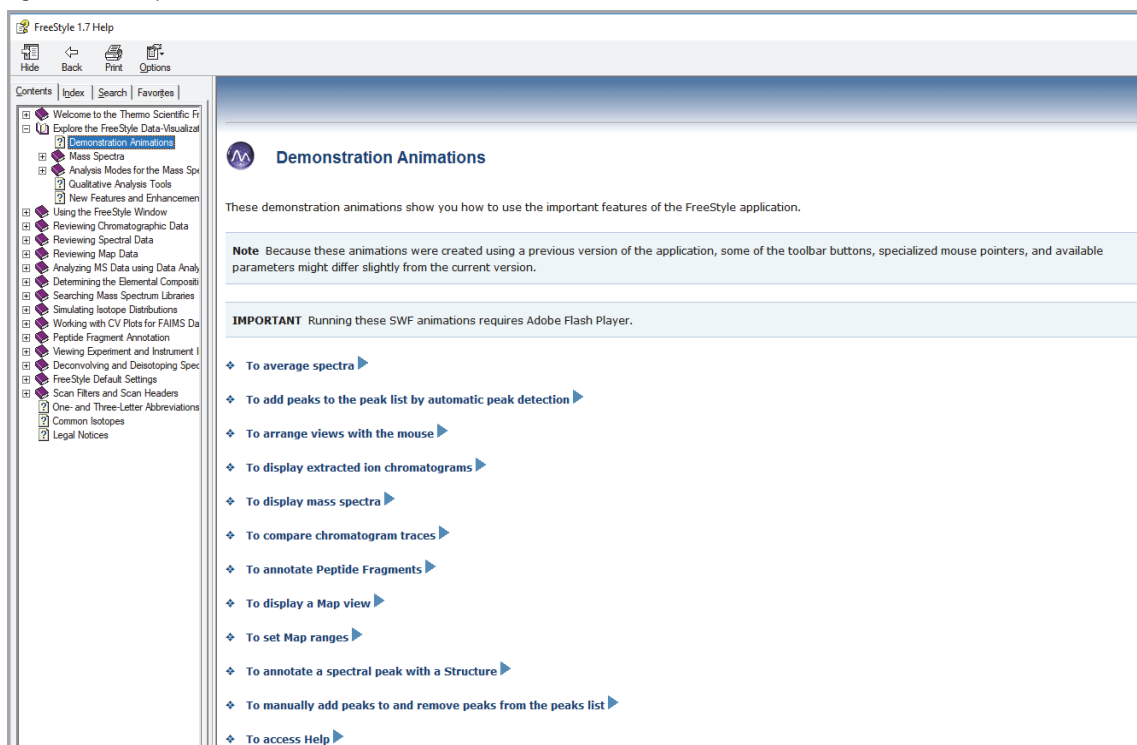 FreeStyle 1.7 Help
Hide Back Print Options
Contents Index Search Favorites
Welcome to the Thermo Scientific Fr
Explore the FreeStyle Data-Visualizat
Demonstration Animations
Mass Spectra
Analysis Modes for the Mass Spe
Qualitative Analysis Tools
New Features and Enhancemen
Using the FreeStyle Window
Reviewing Chromatographic Data
Reviewing Spectral Data
Reviewing Map Data
Analyzing MS Data using Data Analy
Determining the Elemental Compositi
Searching Mass Spectrum Libraries
Simulating Isotope Distributions
Working with CV Plots for FAIMS Da
Peptide Fragment Annotation
Viewing Experiment and Instrument I
Deconvolving and Deisotoping Spec
FreeStyle Default Settings
Scan Filters and Scan Headers
One- and Three-Letter Abbreviations
Common Isotopes
Legal Notices
Demonstration Animations
These demonstration animations show you how to use the important features of the FreeStyle application.
Note Because these animations were created using a previous version of the application, some of the toolbar buttons, specialized mouse pointers, and available
parameters might differ slightly from the current version.
IMPORTANT Running these SWF animations requires Adobe Flash Player.
❖ To average spectra
❖ To add peaks to the peak list by automatic peak detection
❖ To arrange views with the mouse
❖ To display extracted ion chromatograms
❖ To display mass spectra
❖ To compare chromatogram traces
❖ To annotate Peptide Fragments
❖ To display a Map view
❖ To set Map ranges
❖ To annotate a spectral peak with a Structure
❖ To manually add peaks to and remove peaks from the peaks list
❖ To access Help